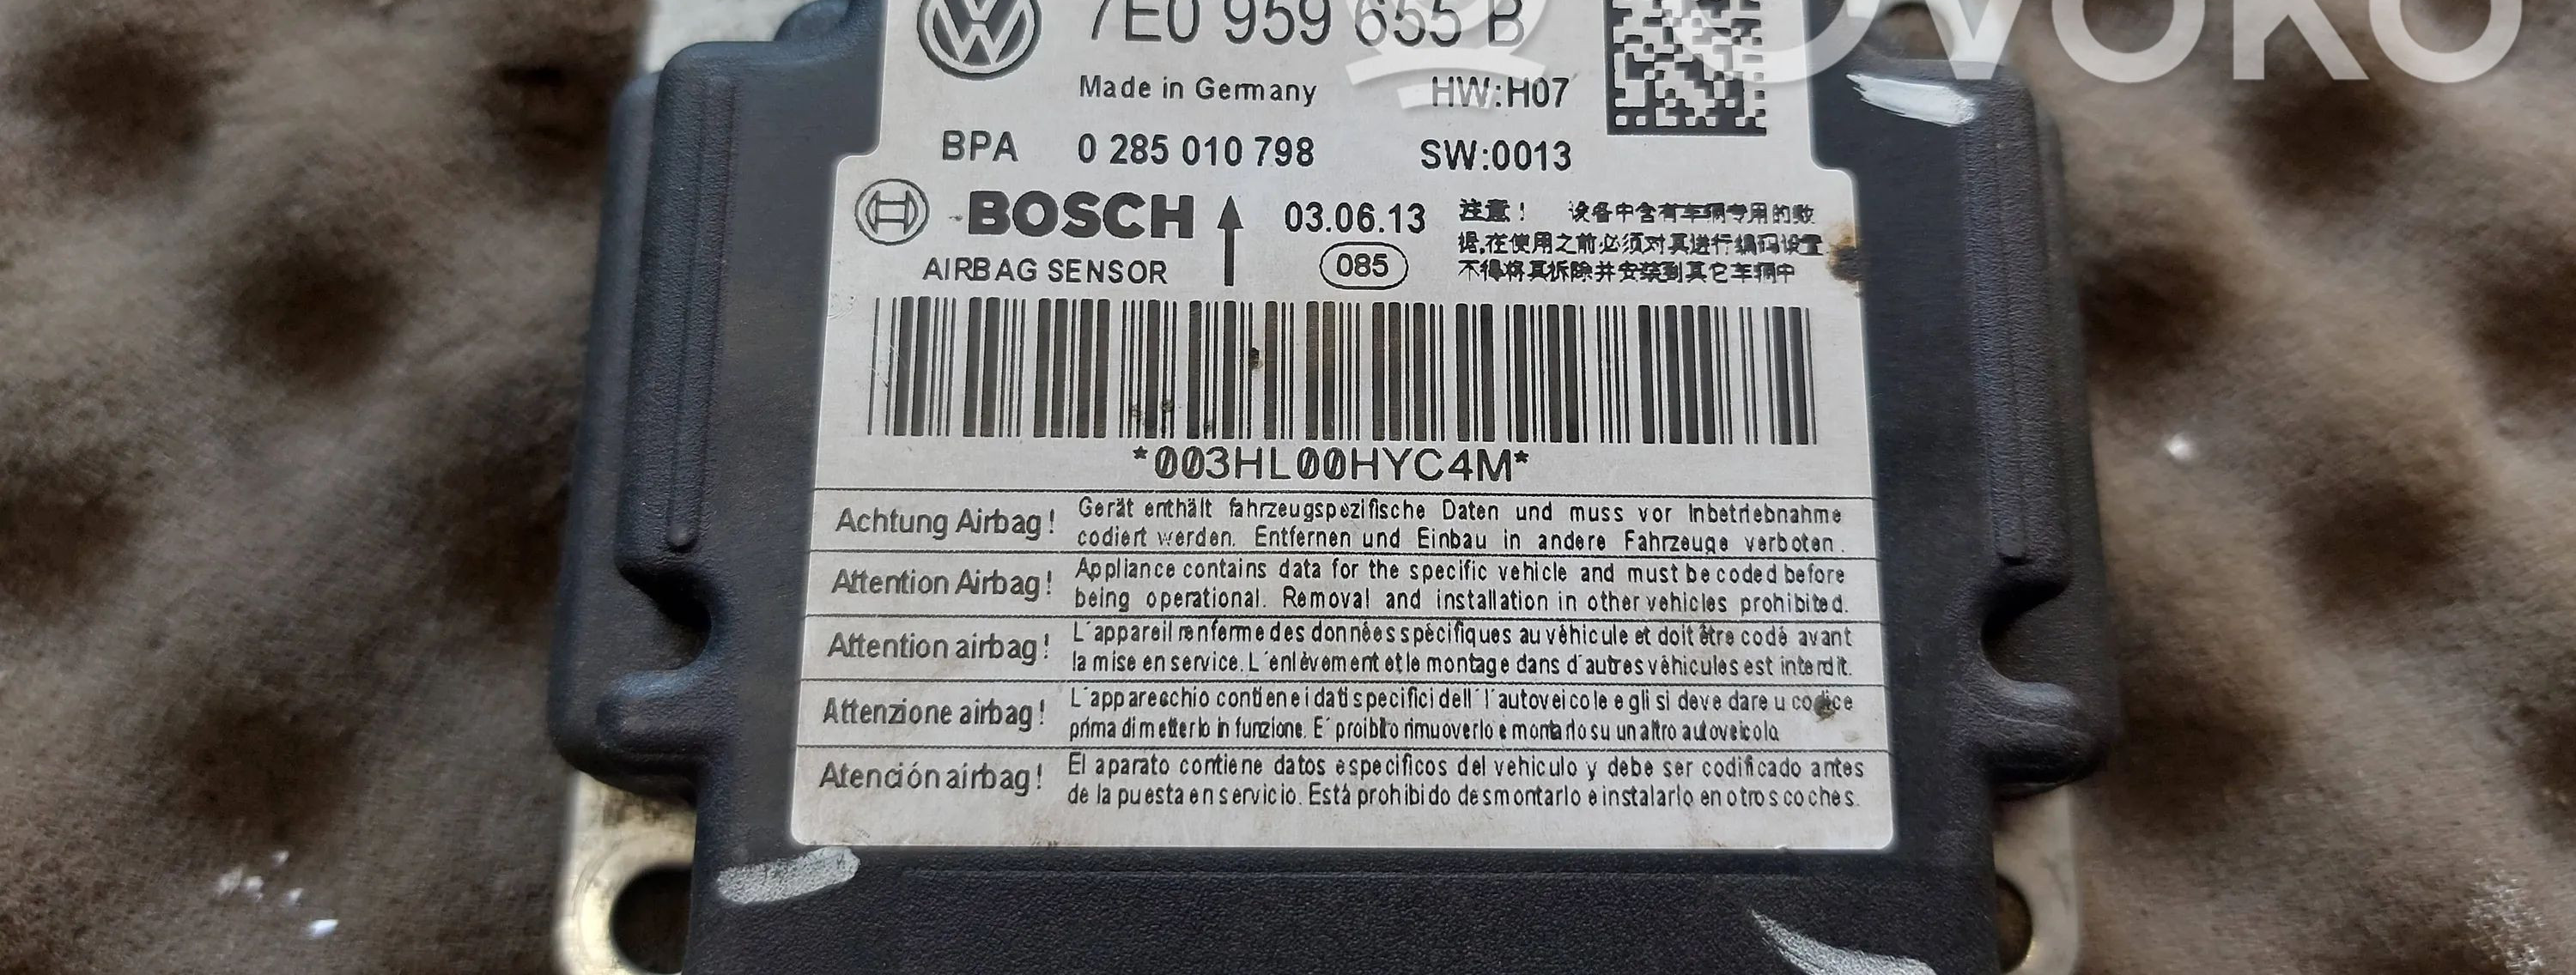 7E0 959 655 B
OVOKO
Made in Germany HW:H07
BPA 0 285 010 798 SW:0013
BOSCH 03.06.13
AIRBAG SENSOR 085
注意! 设备中含有车辆专用的数
据,在使用之前必须对其进行编码设置
不得将其拆除并安装到其它车辆中
*003HL00HYC4M*
Achtung Airbag! Gerät enthält fahrzeugspezifische Daten und muss vor Inbetriebnahme
codiert werden. Entfernen und Einbau in andere Fahrzeuge verboten.
Attention Airbag! Appliance contains data for the specific vehicle and must be coded before
being operational. Removal and installation in other vehicles prohibited.
Attention airbag! L'appareil renferme des données spécifiques au véhicule et doit être codé avant
la mise en service. L'enlèvement et le montage dans d'autres véhicules est interdit.
Attenzione airbag! L'apparecchio contiene i dati specifici dell' l'autoveicolo e gli si deve dare u codice
prima di metterlo in funzione. E' proibito rimuoverlo e montarlo su un altro autoveicolo.
Atención airbag! El aparato contiene datos especificos del vehiculo y debe ser codificado antes
de la puesta en servicio. Está prohibido desmontarlo e instalarlo en otros coches.